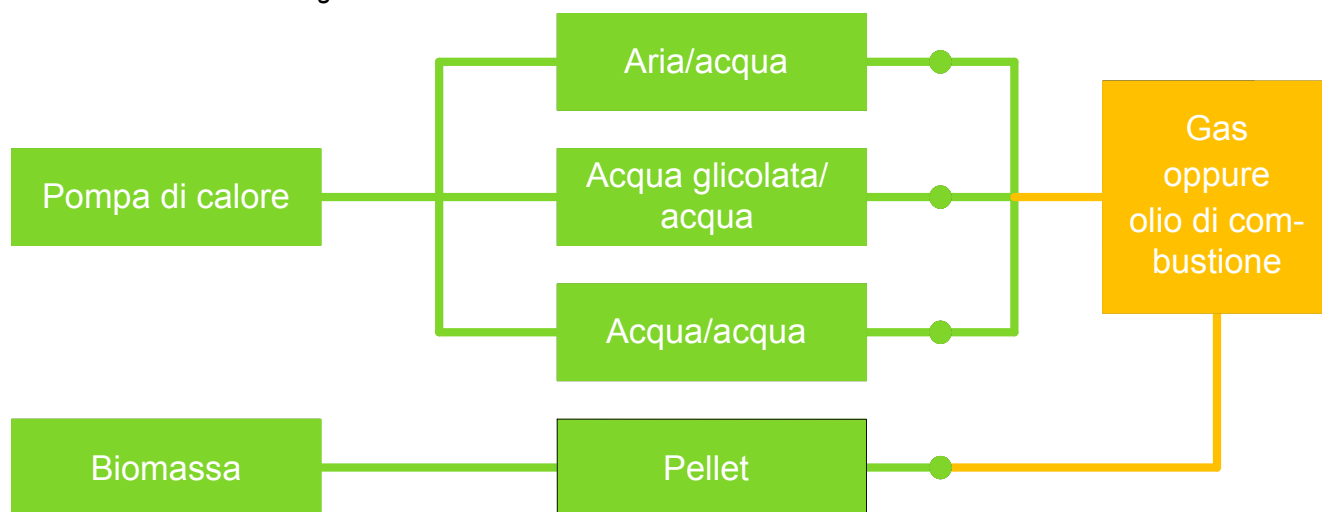 Aria/acqua
Pompa di calore
Acqua glicolata/
acqua
Gas
oppure
olio di com-
bustione
Acqua/acqua
Biomassa
Pellet